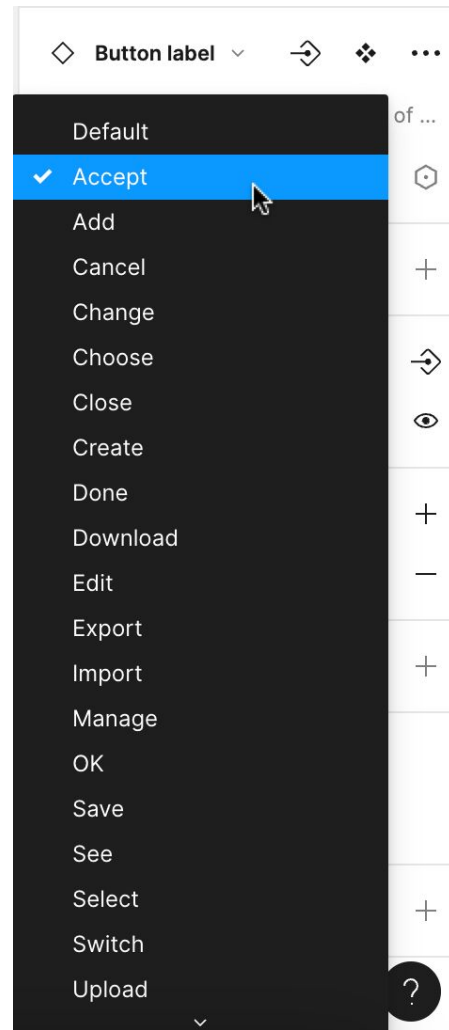 Button label
of ...
Default
Accept
Add
Cancel
Change
Choose
Close
Create
Done
Download
Edit
Export
Import
Manage
OK
Save
See
Select
Switch
Upload
?